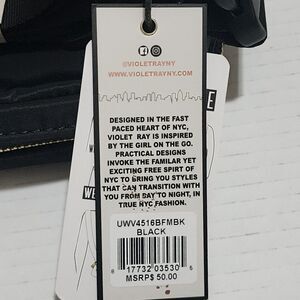 @VIOLETRAYNY
WWW.VIOLETRAYNY.COM
DESIGNED IN THE FAST
PACED HEART OF NYC,
VIOLET RAY IS INSPIRED
BY THE GIRL ON THE GO.
PRACTICAL DESIGNS
INVOKE THE FAMILAR YET
EXCITING FREE SPIRIT OF
NYC TO BRING YOU STYLES
THAT CAN TRANSITION WITH
YOU FROM DAY TO NIGHT, IN
TRUE NYC FASHION.
UWV4516BFMBK
BLACK
8 17732 03530 6
MSRP$ 50.00